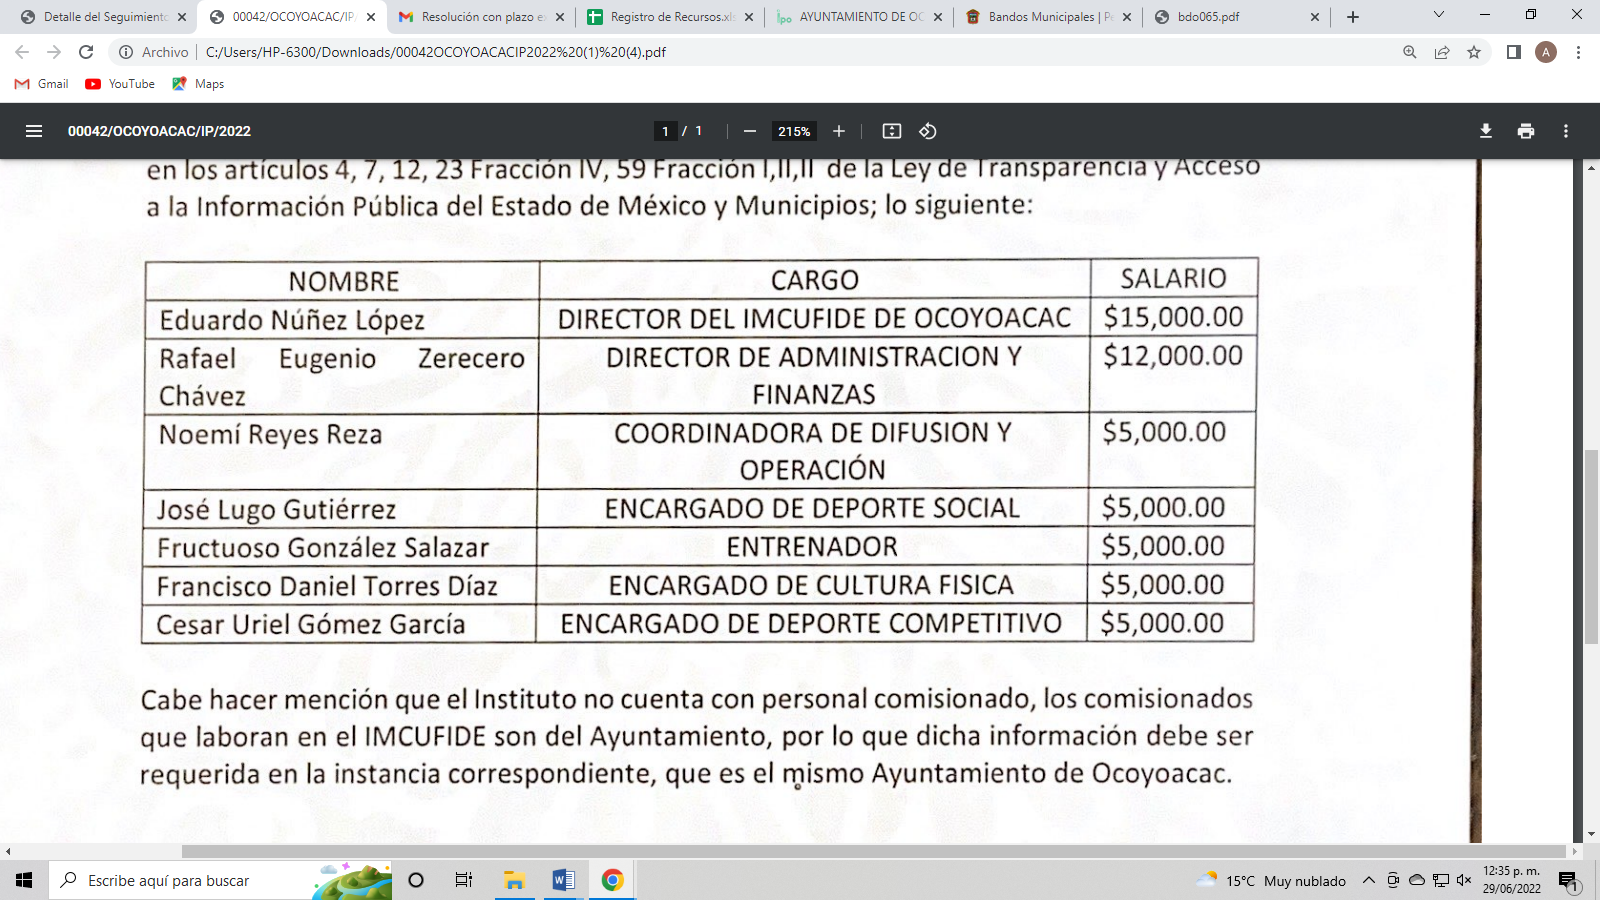 Detalle del Seguimiento
00042/OCOYOACAC/IP/
Resolución con plazo e
Registro de Recursos.xls
AYUNTAMIENTO DE OC
Bandos Municipales | P
bdo065.pdf
Archivo
C:/Users/HP-6300/Downloads/00042OCOYOACACIP2022%20(1)%20(4).pdf
A
Gmail
YouTube
Maps
00042/OCOYOACAC/IP/2022
1 / 1
215%
en los artículos 4, 7, 12, 23 Fracción IV, 59 Fracción I,II,II de la Ley de Transparencia y Acceso
a la Información Pública del Estado de México y Municipios; lo siguiente:
NOMBRE CARGO SALARIO
Eduardo Núñez López DIRECTOR DEL IMCUFIDE DE OCOYOACAC $15,000.00
Rafael Eugenio Zerecero DIRECTOR DE ADMINISTRACION Y $12,000.00
Chávez FINANZAS
Noemí Reyes Reza COORDINADORA DE DIFUSION Y $5,000.00
OPERACIÓN
José Lugo Gutiérrez ENCARGADO DE DEPORTE SOCIAL $5,000.00
Fructuoso González Salazar ENTRENADOR $5,000.00
Francisco Daniel Torres Díaz ENCARGADO DE CULTURA FISICA $5,000.00
Cesar Uriel Gómez García ENCARGADO DE DEPORTE COMPETITIVO $5,000.00
Cabe hacer mención que el Instituto no cuenta con personal comisionado, los comisionados
que laboran en el IMCUFIDE son del Ayuntamiento, por lo que dicha información debe ser
requerida en la instancia correspondiente, que es el mismo Ayuntamiento de Ocoyoacac.
Escribe aquí para buscar
15°C Muy nublado
12:35 p. m.
29/06/2022
1